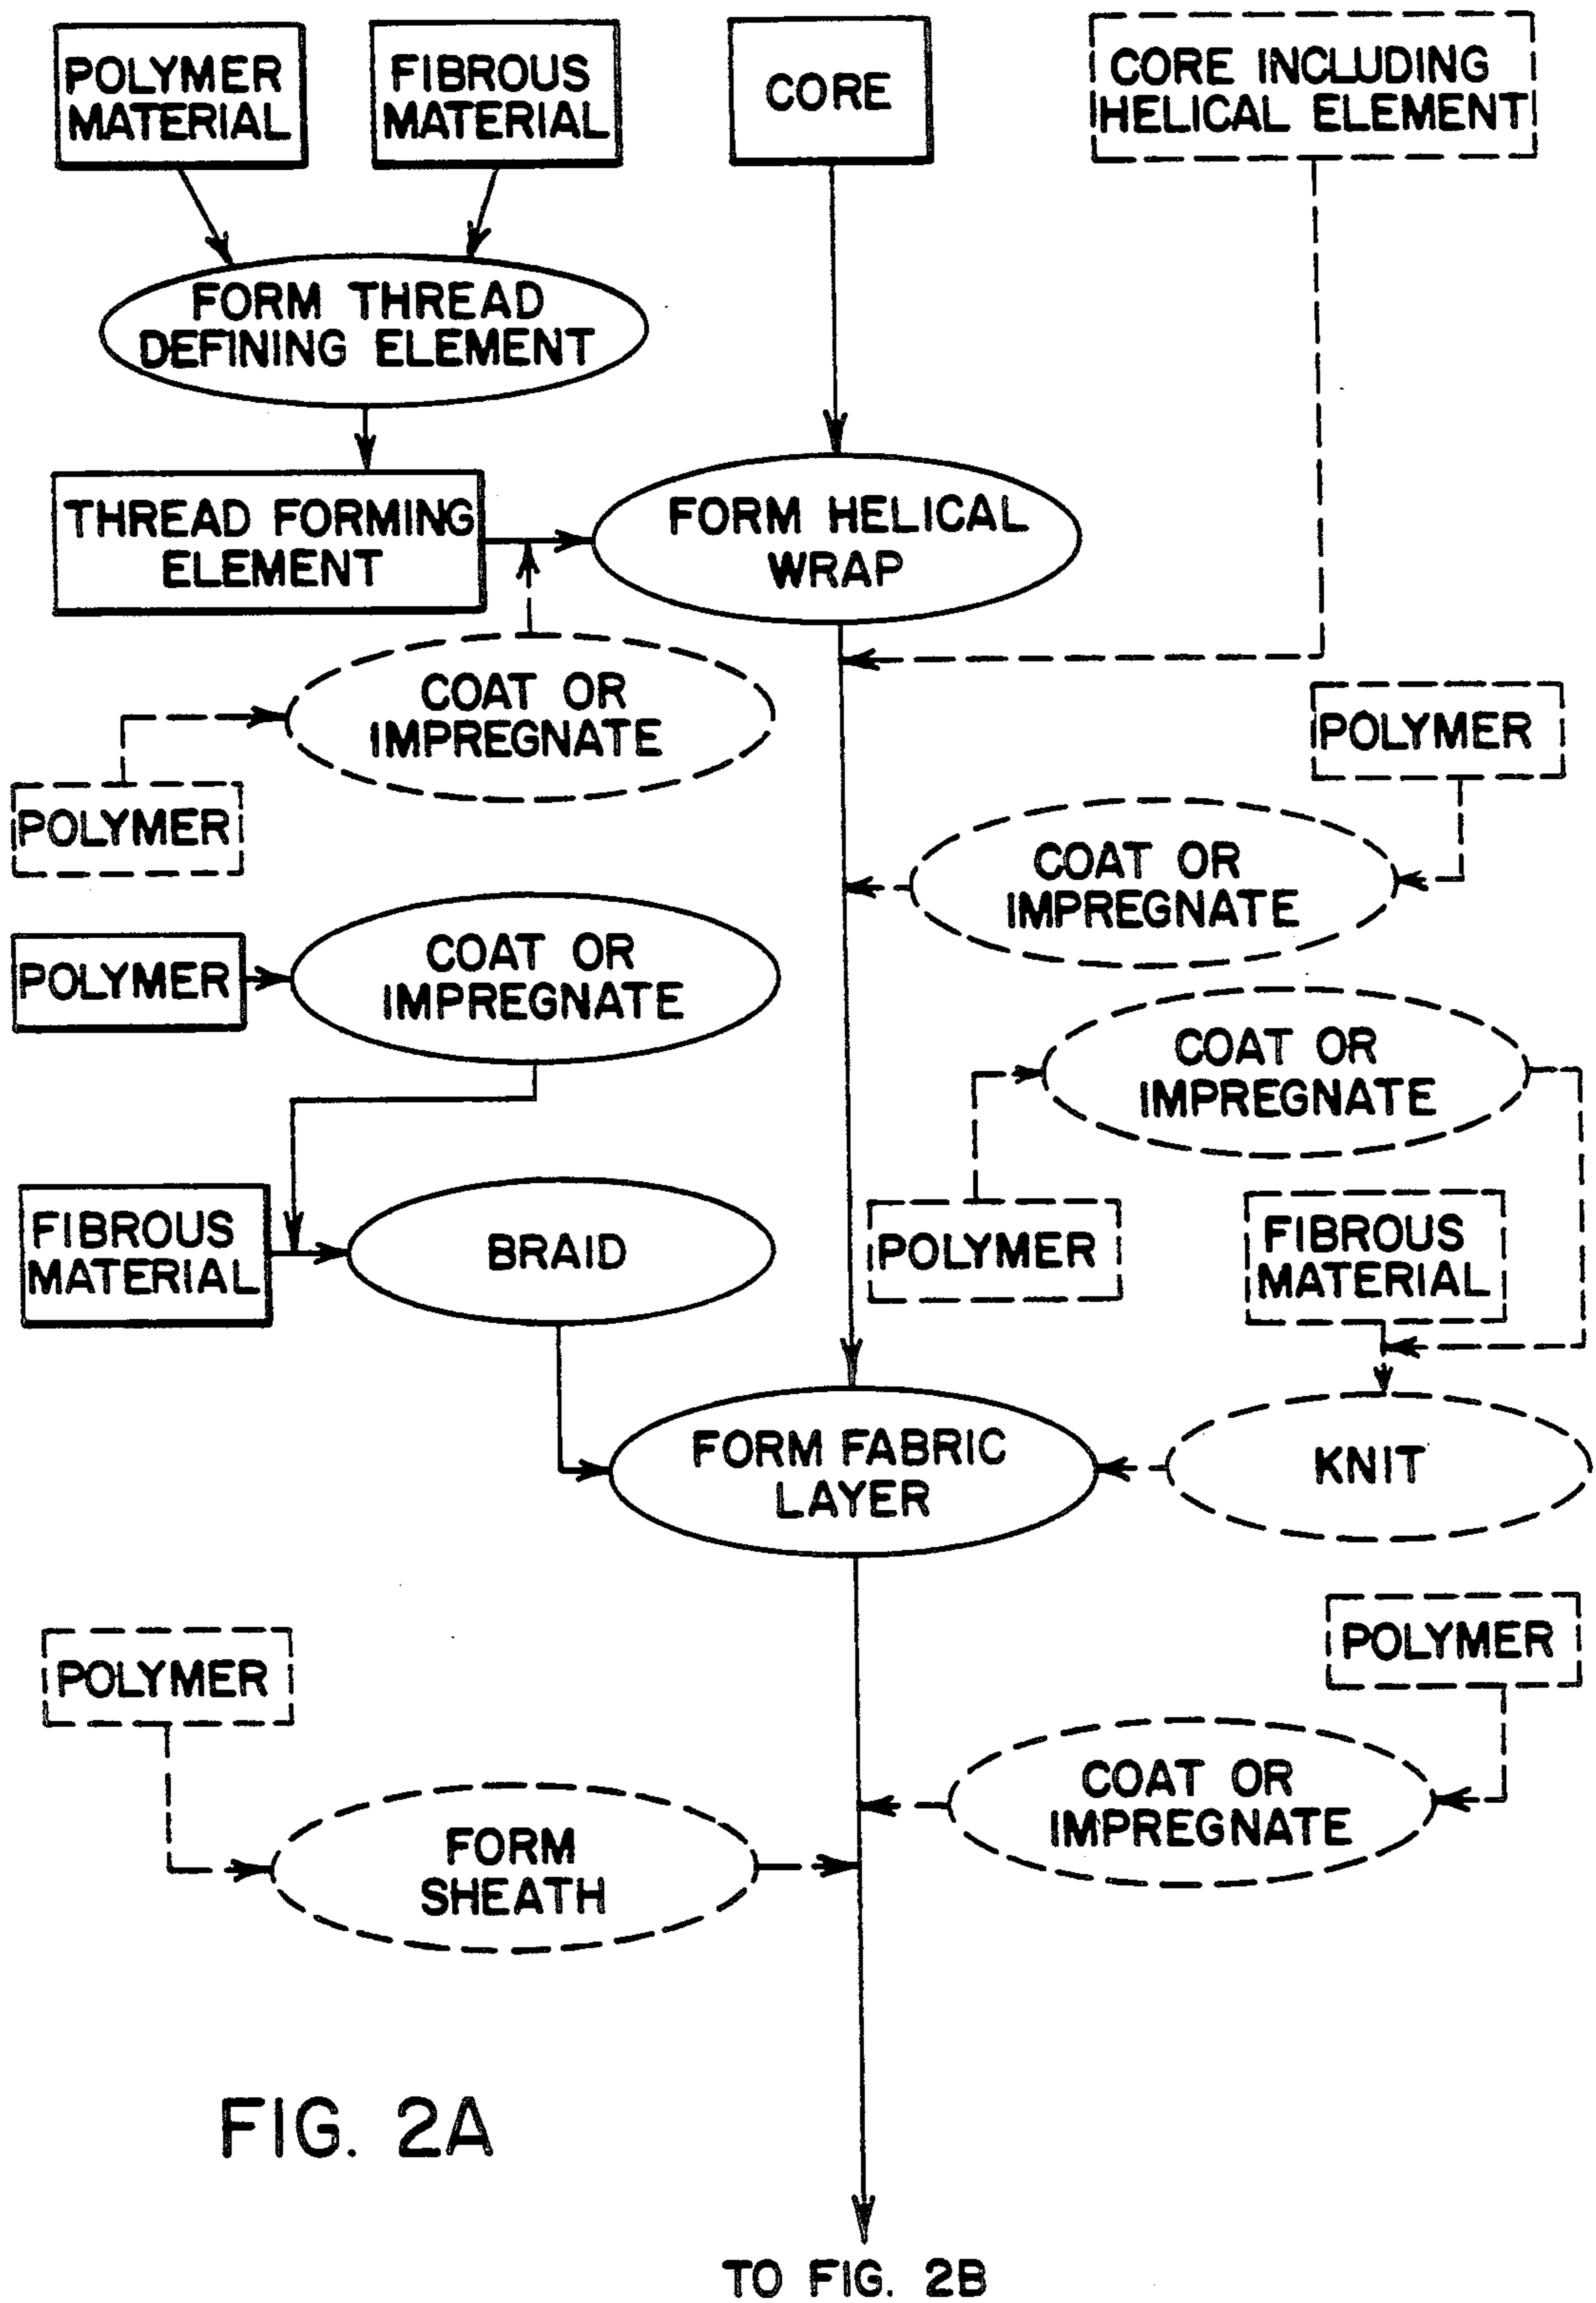 POLYMER
MATERIAL
FIBROUS
MATERIAL
CORE
CORE INCLUDING
HELICAL ELEMENT
FORM THREAD
DEFINING ELEMENT
THREAD FORMING
ELEMENT
FORM HELICAL
WRAP
COAT OR
IMPREGNATE
POLYMER
POLYMER
COAT OR
IMPREGNATE
POLYMER
COAT OR
IMPREGNATE
COAT OR
IMPREGNATE
POLYMER
FIBROUS
MATERIAL
FIBROUS
MATERIAL
BRAID
FORM FABRIC
LAYER
KNIT
POLYMER
POLYMER
COAT OR
IMPREGNATE
FORM
SHEATH
FIG. 2A
TO FIG. 2B